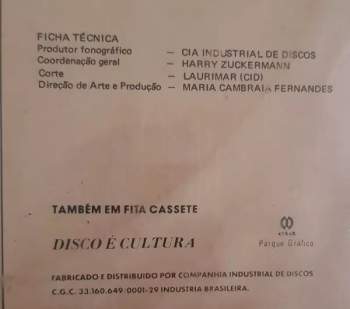 FICHA TÉCNICA
Produtor fonográfico — CIA INDUSTRIAL DE DISCOS
Coordenação geral — HARRY ZUCKERMANN
Corte — LAURIMAR (CID)
Direção de Arte e Produção — MARIA CAMBRAIA FERNANDES
TAMBÉM EM FITA CASSETE
DISCO É CULTURA
Parque Gráfico
FABRICADO E DISTRIBUIDO POR COMPANHIA INDUSTRIAL DE DISCOS
C.G.C. 33.160.649/0001-29 INDUSTRIA BRASILEIRA.